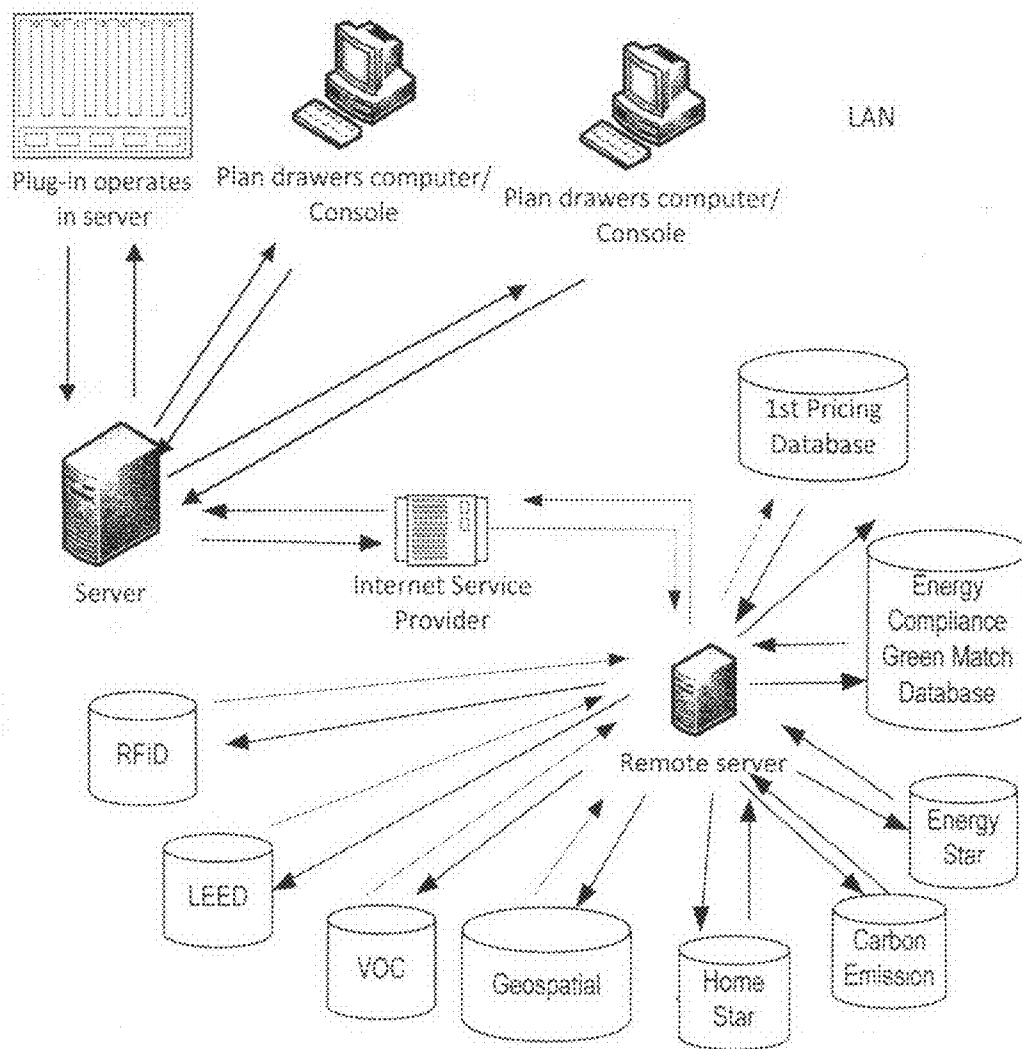 LAN
Plug-in operates
in server
Plan drawers computer/
Console
Plan drawers computer/
Console
1st Pricing
Database
Server
Internet Service
Provider
Energy
Compliance
Green Match
Database
RFID
Remote server
Energy
Star
LEED
VOC
Geospatial
Home
Star
Carbon
Emission